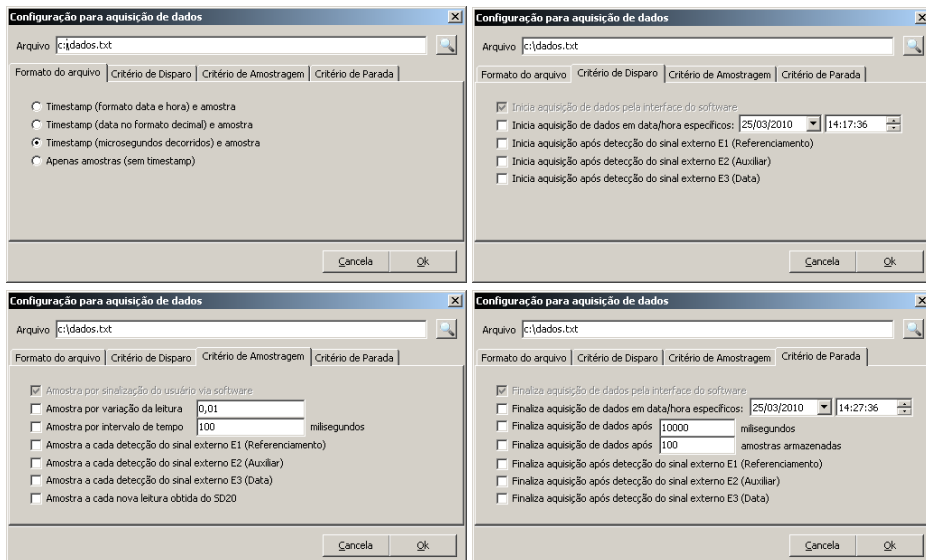 Configuração para aquisição de dados
Arquivo c:\dados.txt
Formato do arquivo Critério de Disparo Critério de Amostragem Critério de Parada
Timestamp (formato data e hora) e amostra
Timestamp (data no formato decimal) e amostra
Timestamp (microsegundos decorridos) e amostra
Apenas amostras (sem timestamp)
Cancela Ok
Configuração para aquisição de dados
Arquivo c:\dados.txt
Formato do arquivo Critério de Disparo Critério de Amostragem Critério de Parada
Inicia aquisição de dados pela interface do software
Inicia aquisição de dados em data/hora específicos: 25/03/2010 14:17:36
Inicia aquisição após detecção do sinal externo E1 (Referenciamento)
Inicia aquisição após detecção do sinal externo E2 (Auxiliar)
Inicia aquisição após detecção do sinal externo E3 (Data)
Cancela Ok
Configuração para aquisição de dados
Arquivo c:\dados.txt
Formato do arquivo Critério de Disparo Critério de Amostragem Critério de Parada
Amostra por sinalização do usuário via software
Amostra por variação da leitura 0,01
Amostra por intervalo de tempo 100 milisegundos
Amostra a cada detecção do sinal externo E1 (Referenciamento)
Amostra a cada detecção do sinal externo E2 (Auxiliar)
Amostra a cada detecção do sinal externo E3 (Data)
Amostra a cada nova leitura obtida do SD20
Cancela Ok
Configuração para aquisição de dados
Arquivo c:\dados.txt
Formato do arquivo Critério de Disparo Critério de Amostragem Critério de Parada
Finaliza aquisição de dados pela interface do software
Finaliza aquisição de dados em data/hora específicos: 25/03/2010 14:27:36
Finaliza aquisição de dados após 10000 milisegundos
Finaliza aquisição de dados após 100 amostras armazenadas
Finaliza aquisição após detecção do sinal externo E1 (Referenciamento)
Finaliza aquisição após detecção do sinal externo E2 (Auxiliar)
Finaliza aquisição após detecção do sinal externo E3 (Data)
Cancela Ok